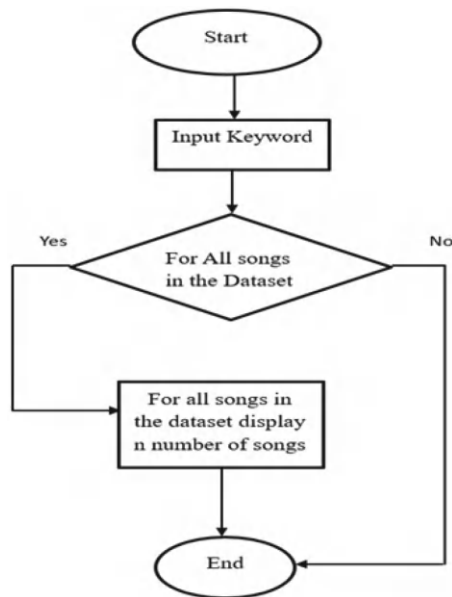 Start
Input Keyword
Yes
No
For All songs
in the Dataset
For all songs in
the dataset display
n number of songs
End